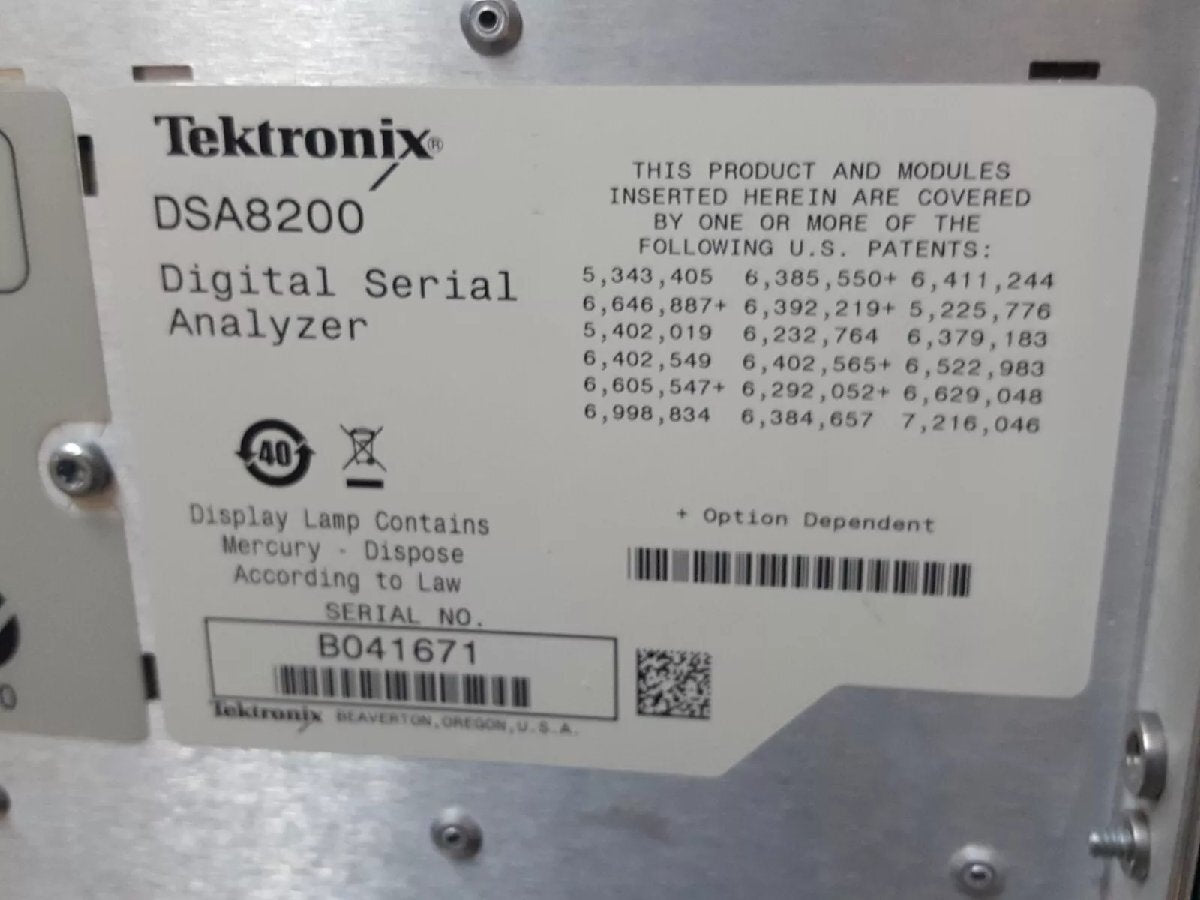 Tektronix®
DSA8200
Digital Serial
Analyzer
40
Display Lamp Contains
Mercury - Dispose
According to Law
SERIAL NO.
B041671
Tektronix BEAVERTON, OREGON, U.S.A.
THIS PRODUCT AND MODULES
INSERTED HEREIN ARE COVERED
BY ONE OR MORE OF THE
FOLLOWING U.S. PATENTS:
5,343,405 6,385,550+ 6,411,244
6,646,887+ 6,392,219+ 5,225,776
5,402,019 6,232,764 6,379,183
6,402,549 6,402,565+ 6,522,983
6,605,547+ 6,292,052+ 6,629,048
6,998,834 6,384,657 7,216,046
+ Option Dependent